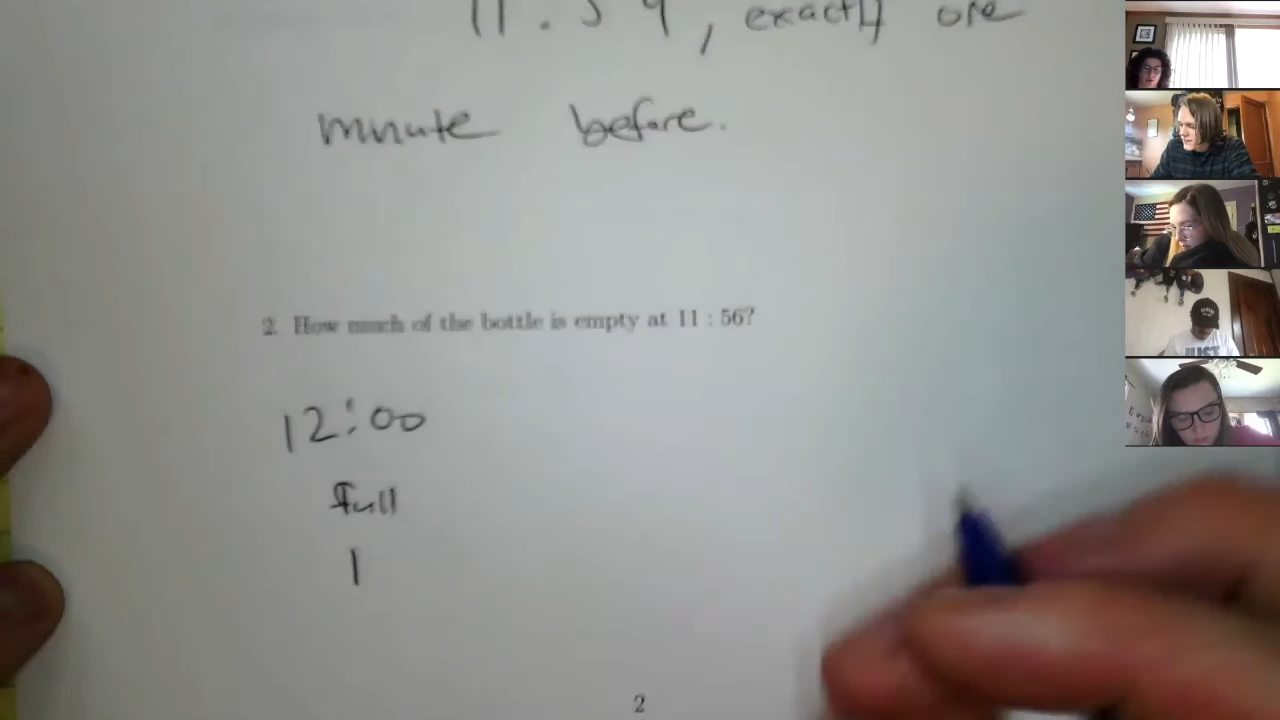 11:59, exactly one
minute before.
2. How much of the bottle is empty at 11 : 56?
12:00
full
1
2